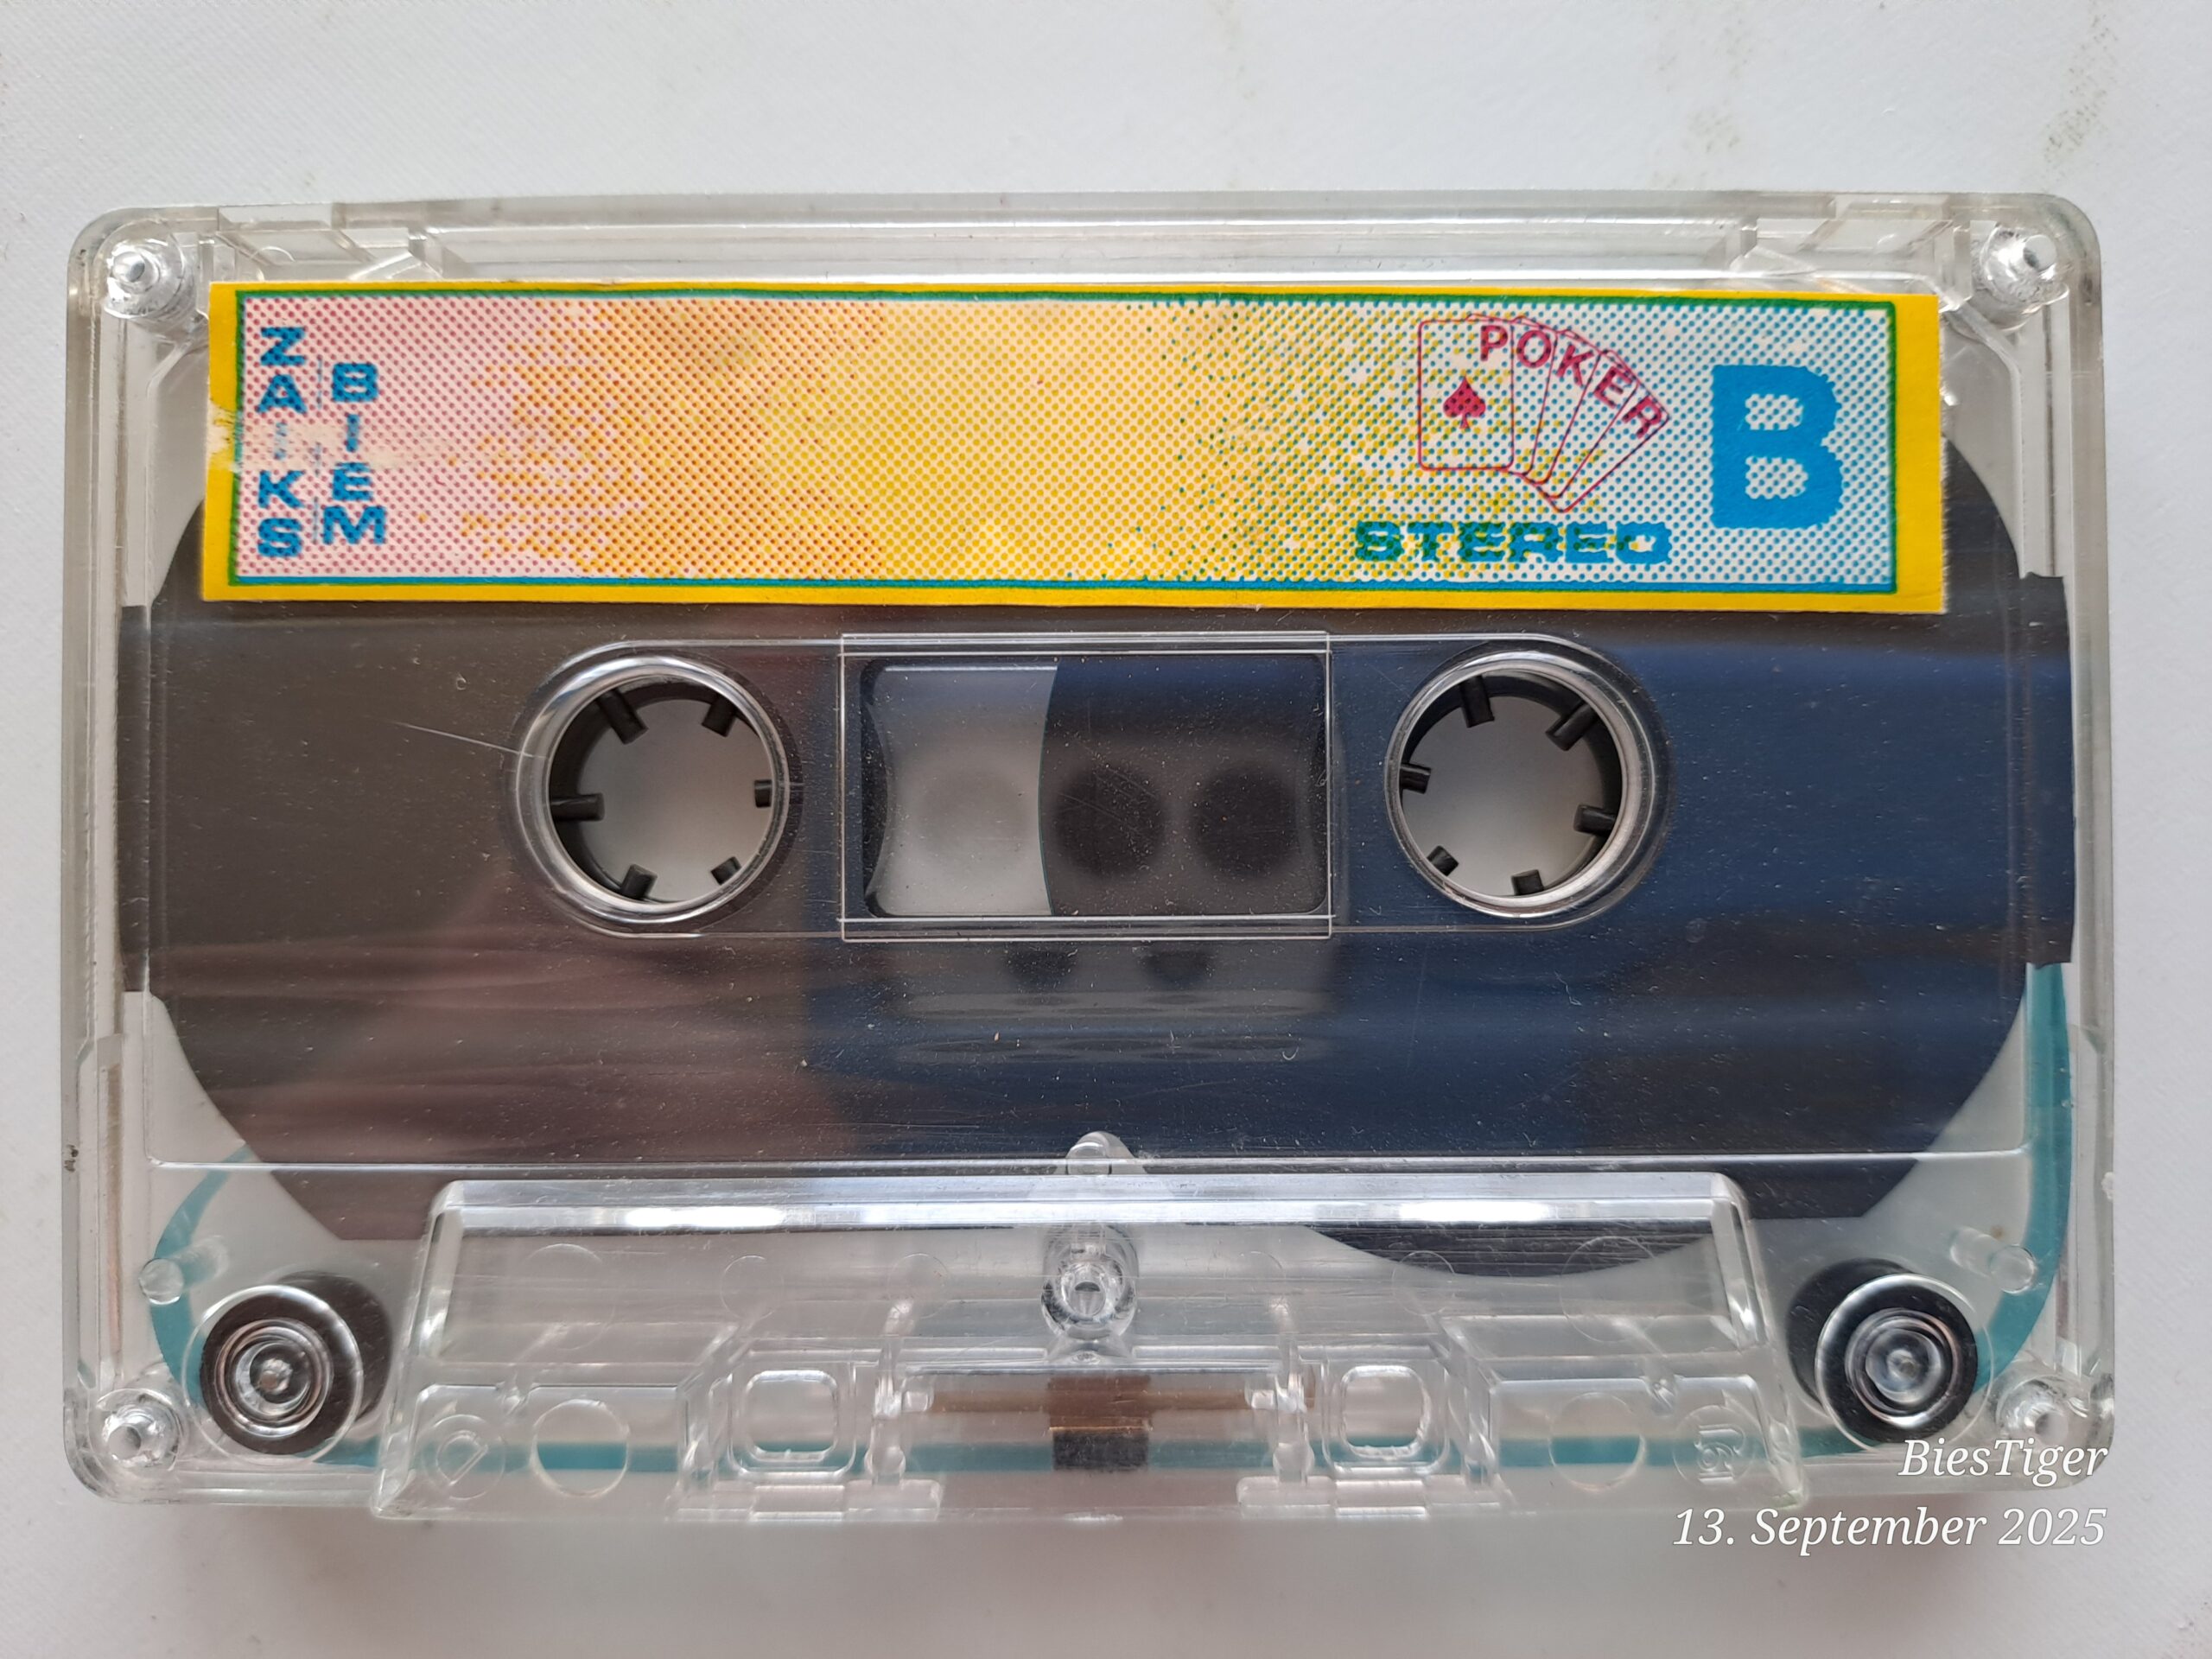 ZAiKS
BIEM
POKER
B
STEREO
BiesTiger
13. September 2025